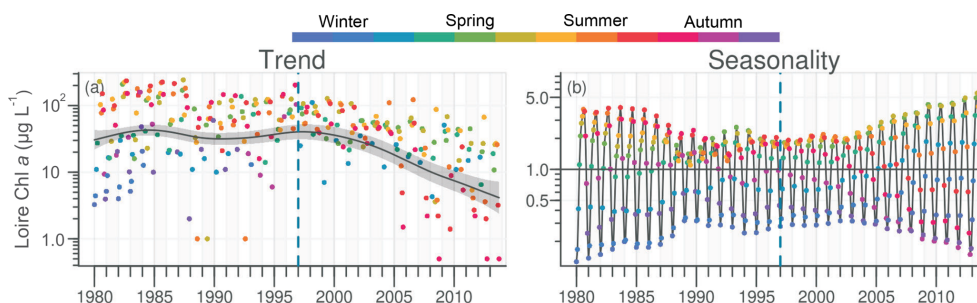 Winter Spring Summer Autumn
Trend Seasonality
(a) (b)
Loire Chl a (µg L⁻¹)
10² 10 1.0
5.0 1.0 0.5
1980 1985 1990 1995 2000 2005 2010
1980 1985 1990 1995 2000 2005 2010